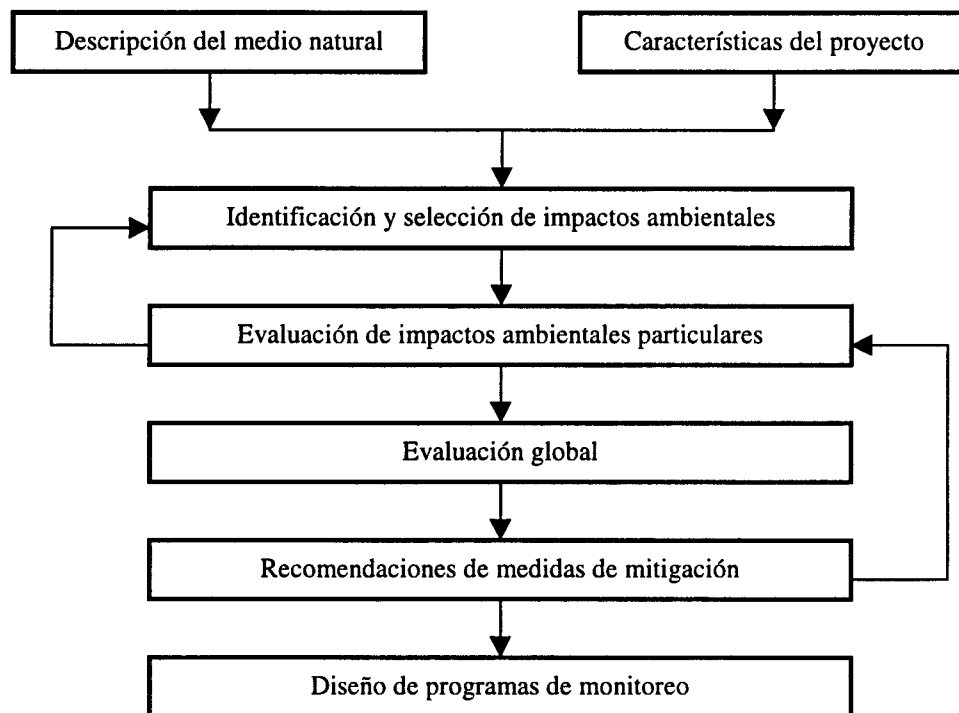 Descripción del medio natural
Características del proyecto
Identificación y selección de impactos ambientales
Evaluación de impactos ambientales particulares
Evaluación global
Recomendaciones de medidas de mitigación
Diseño de programas de monitoreo